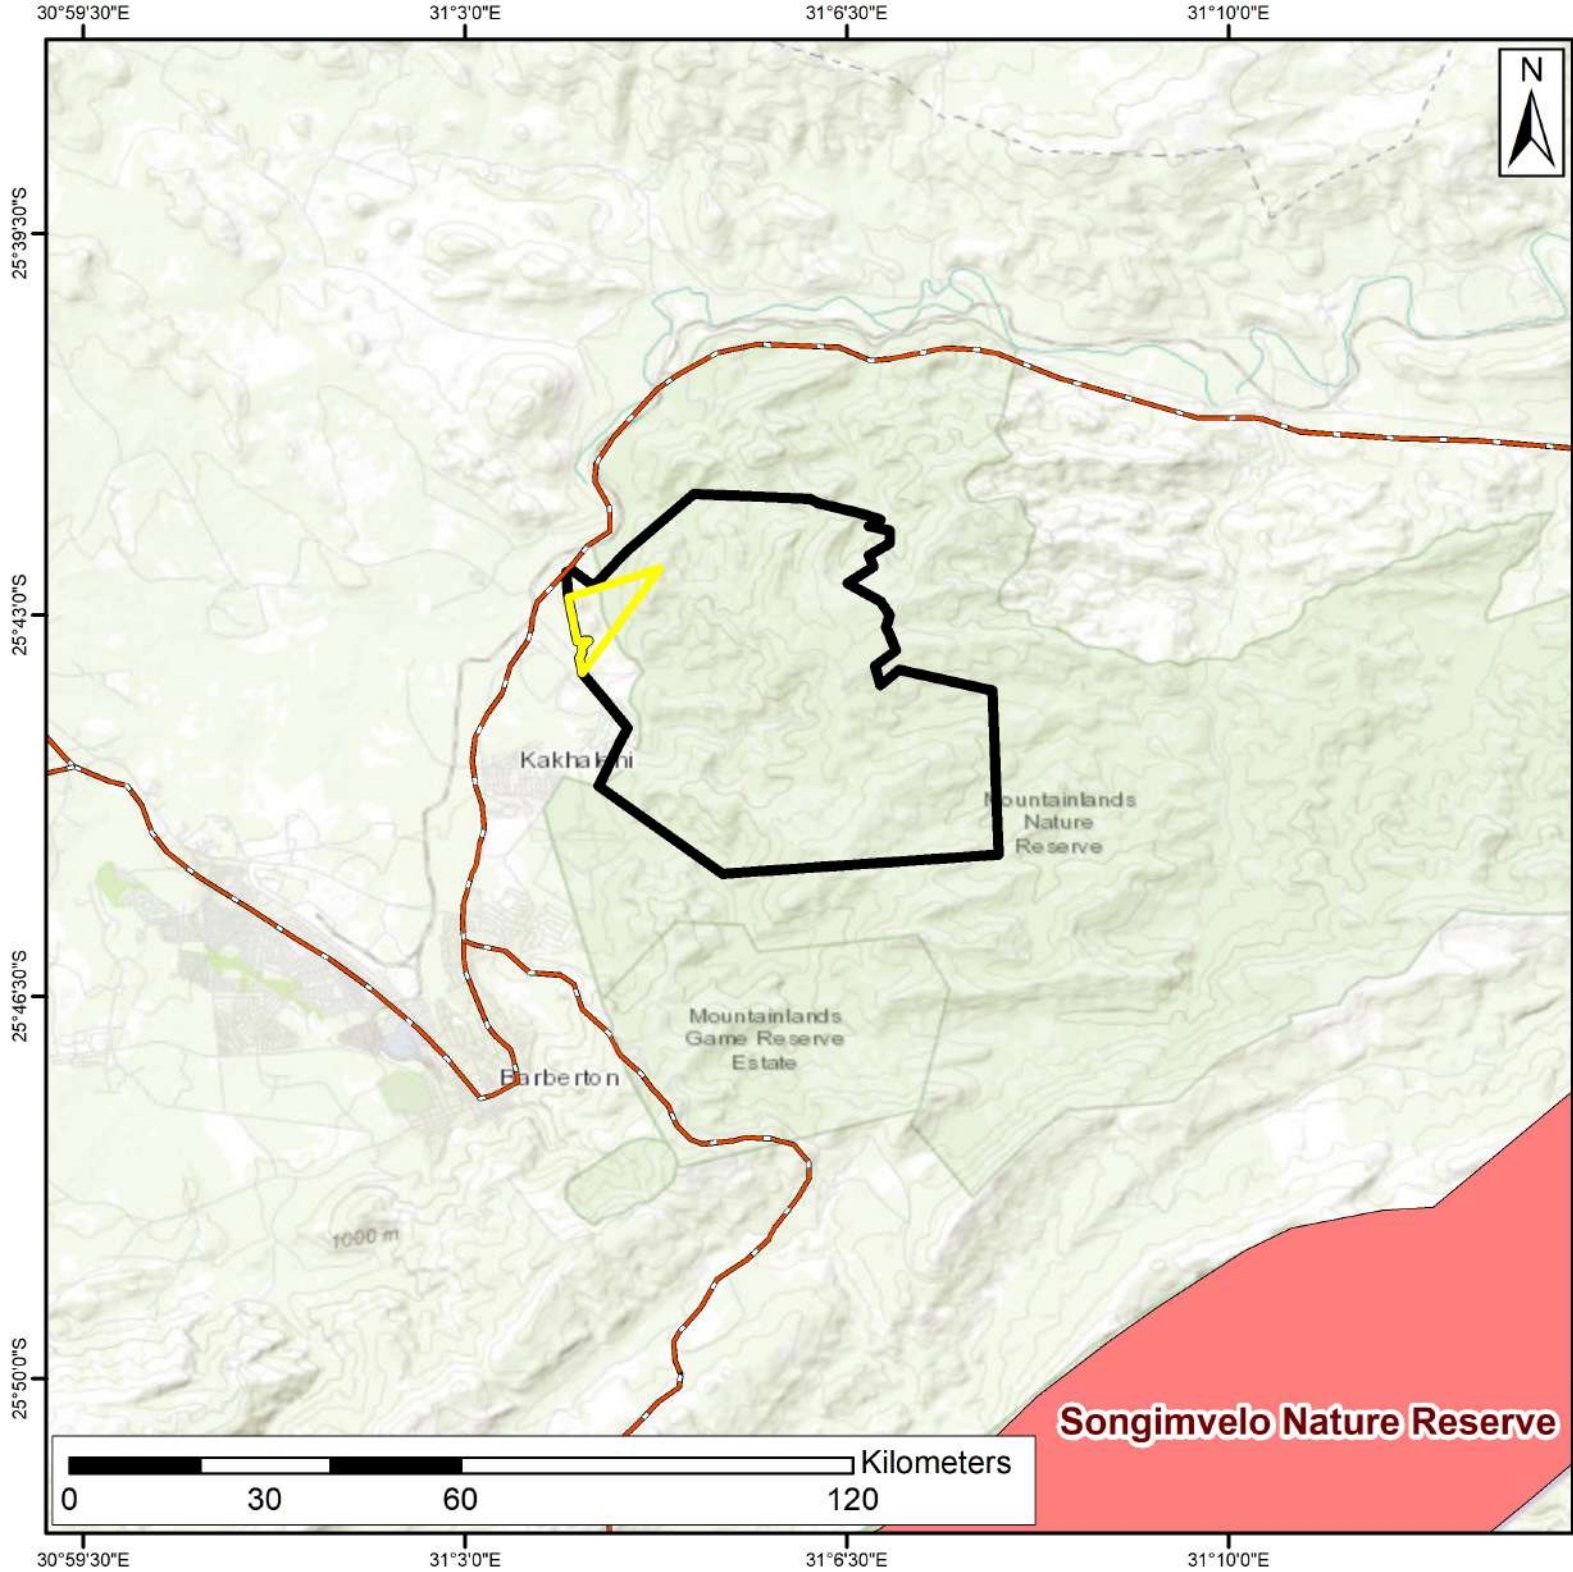 30°59'30"E 31°3'0"E 31°6'30"E 31°10'0"E
N
25°39'30"S
25°43'0"S
Kakhaleni
Mountainlands
Nature
Reserve
25°46'30"S
Mountainlands
Game Reserve
Estate
Barberton
1000 m
25°50'0"S
Songimvelo Nature Reserve
Kilometers
0 30 60 120
30°59'30"E 31°3'0"E 31°6'30"E 31°10'0"E